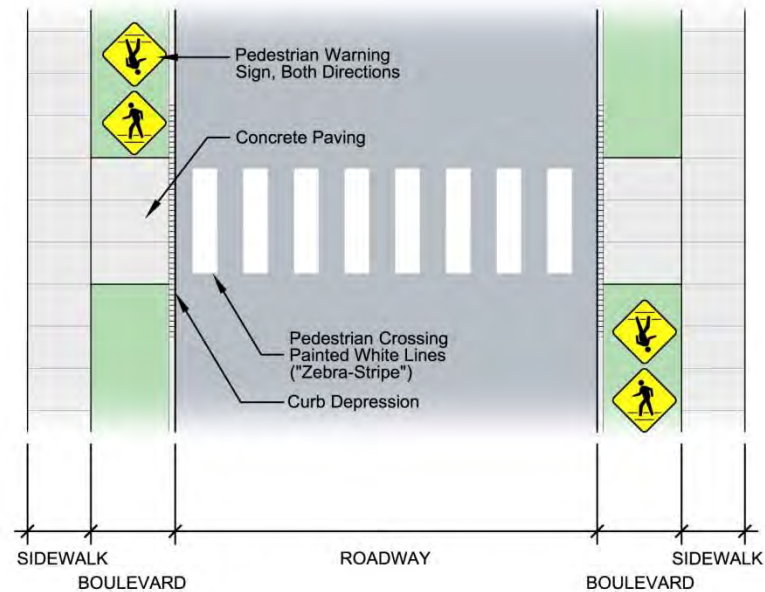 Pedestrian Warning
Sign, Both Directions
Concrete Paving
Pedestrian Crossing
Painted White Lines
("Zebra-Stripe")
Curb Depression
SIDEWALK
BOULEVARD
ROADWAY
BOULEVARD
SIDEWALK